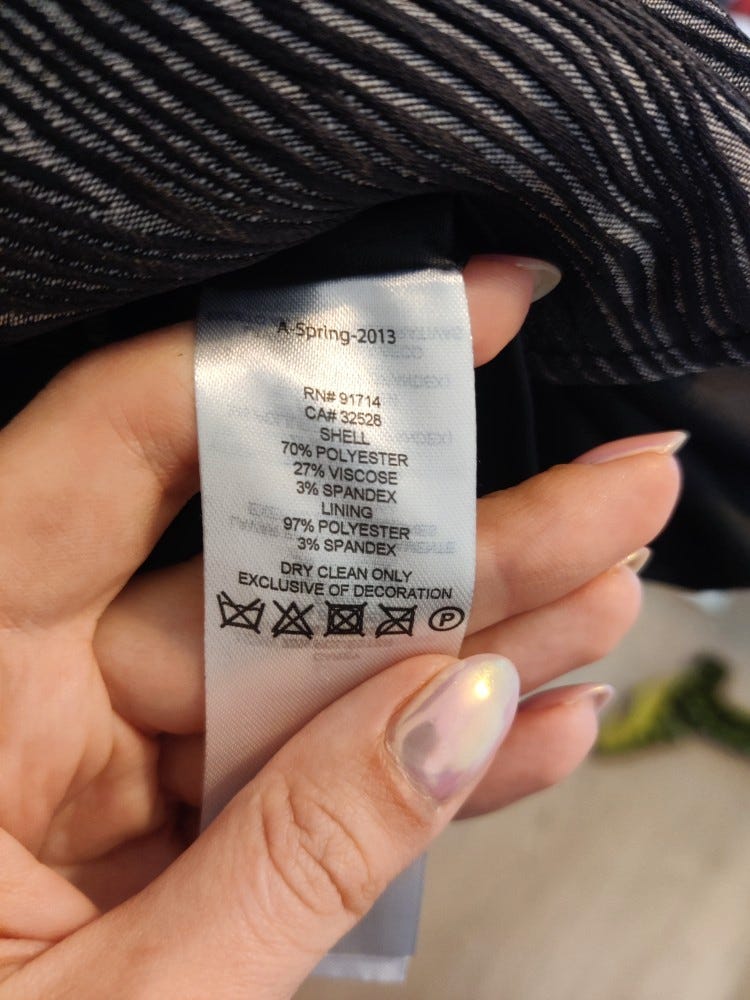 A-Spring-2013
RN# 91714
CA# 32528
SHELL
70% POLYESTER
27% VISCOSE
3% SPANDEX
LINING
97% POLYESTER
3% SPANDEX
DRY CLEAN ONLY
EXCLUSIVE OF DECORATION
P